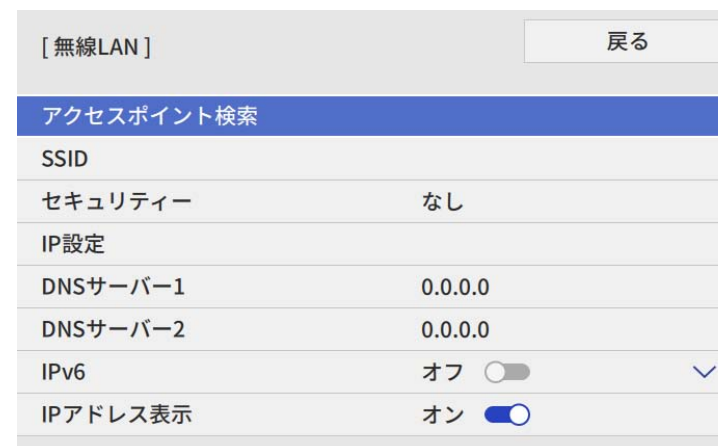 [ 無線LAN ]
戻る
アクセスポイント検索
SSID
セキュリティー なし
IP設定
DNSサーバー1 0.0.0.0
DNSサーバー2 0.0.0.0
IPv6 オフ
IPアドレス表示 オン